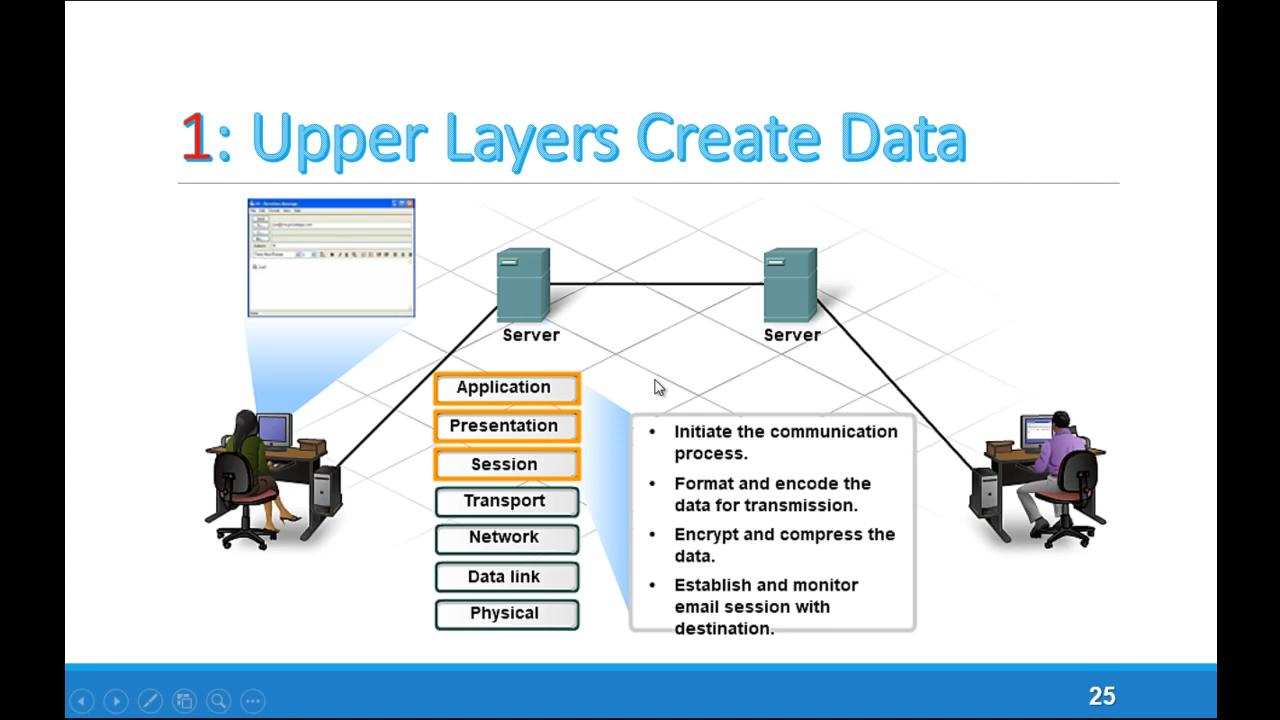 1: Upper Layers Create Data
Server
Server
Application
Presentation
Session
Transport
Network
Data link
Physical
• Initiate the communication
process.
• Format and encode the
data for transmission.
• Encrypt and compress the
data.
• Establish and monitor
email session with
destination.
25